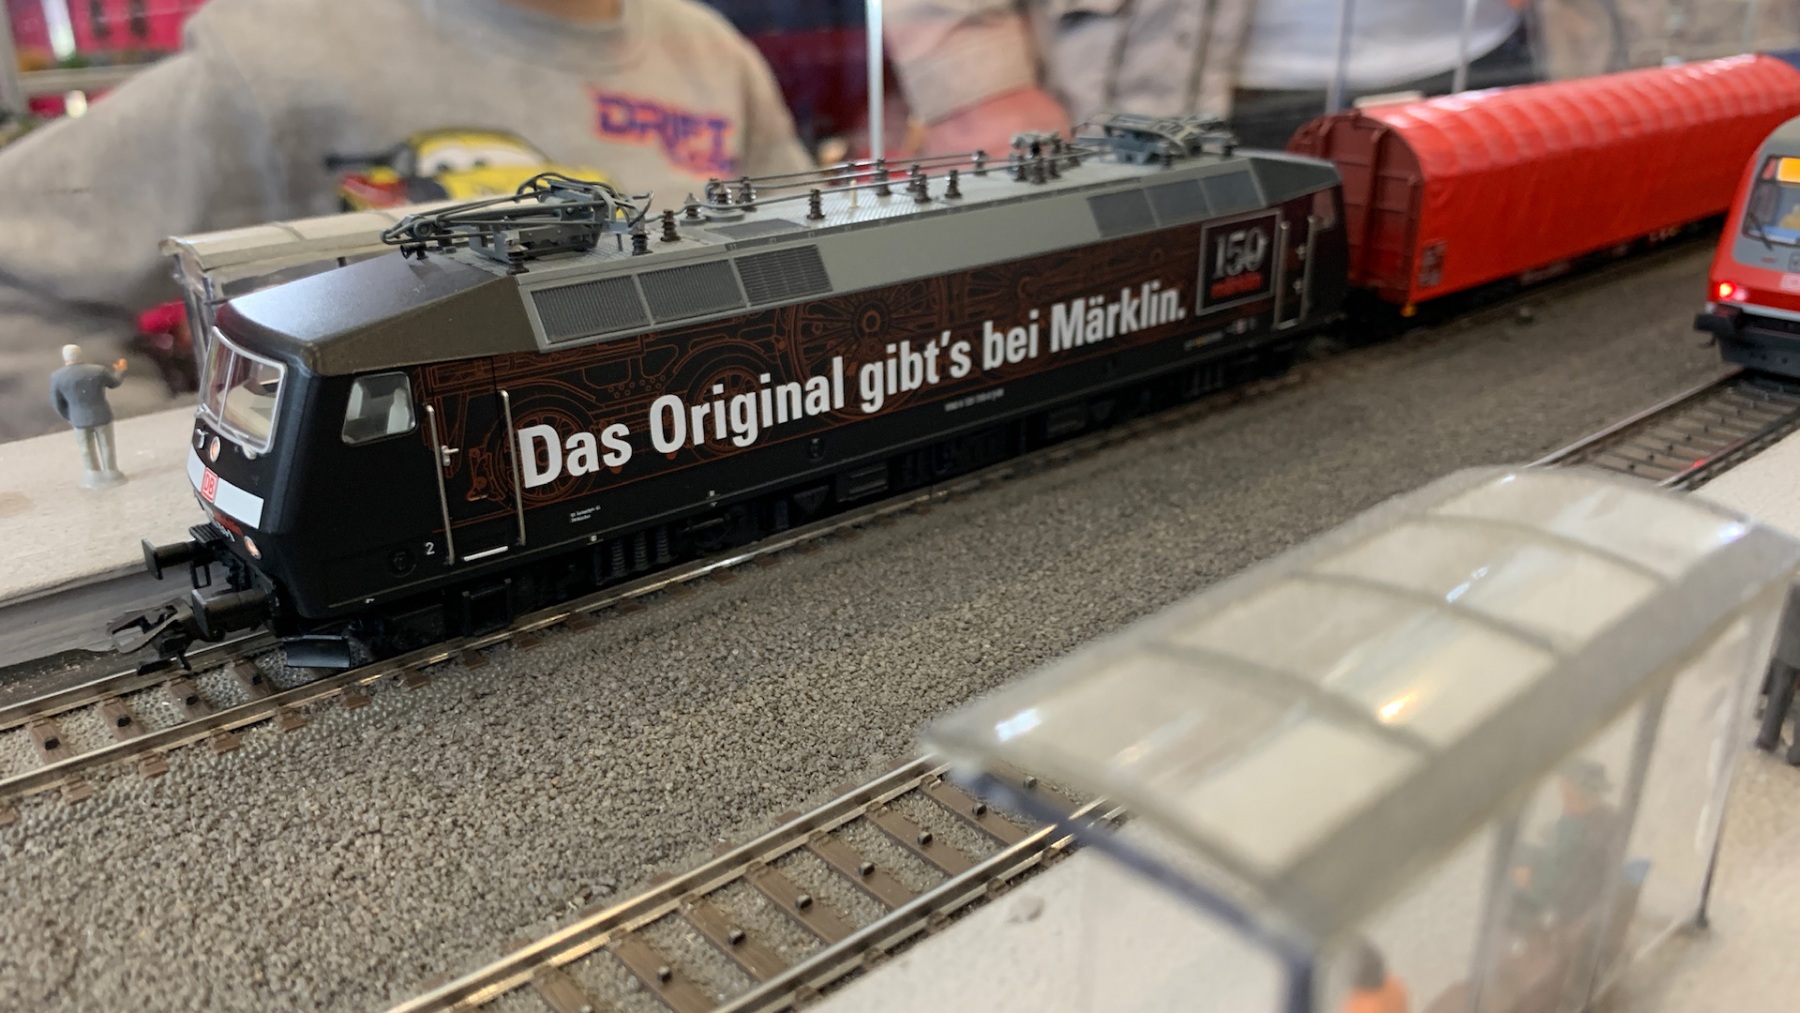 DRIFT
Das Original gibt's bei Märklin.
150
DB
2